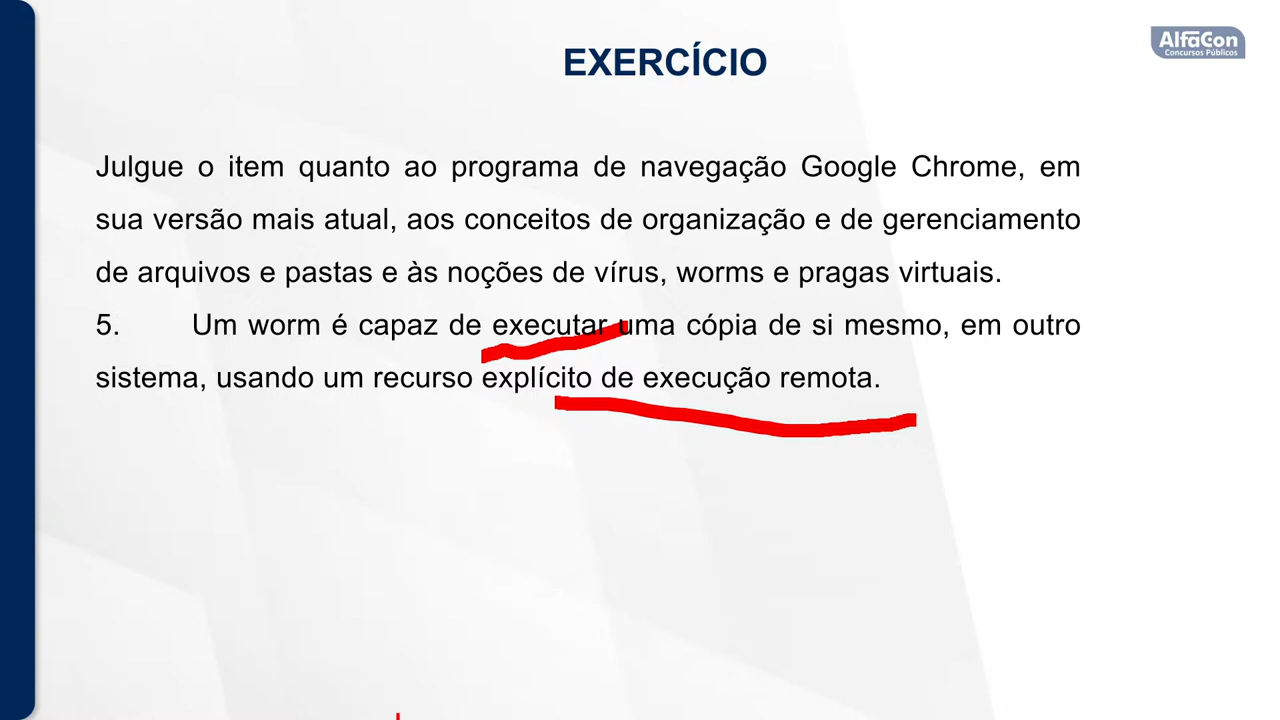 EXERCÍCIO
AlfaCon
Concursos Públicos
Julgue o item quanto ao programa de navegação Google Chrome, em
sua versão mais atual, aos conceitos de organização e de gerenciamento
de arquivos e pastas e às noções de vírus, worms e pragas virtuais.
5. Um worm é capaz de executar uma cópia de si mesmo, em outro
sistema, usando um recurso explícito de execução remota.